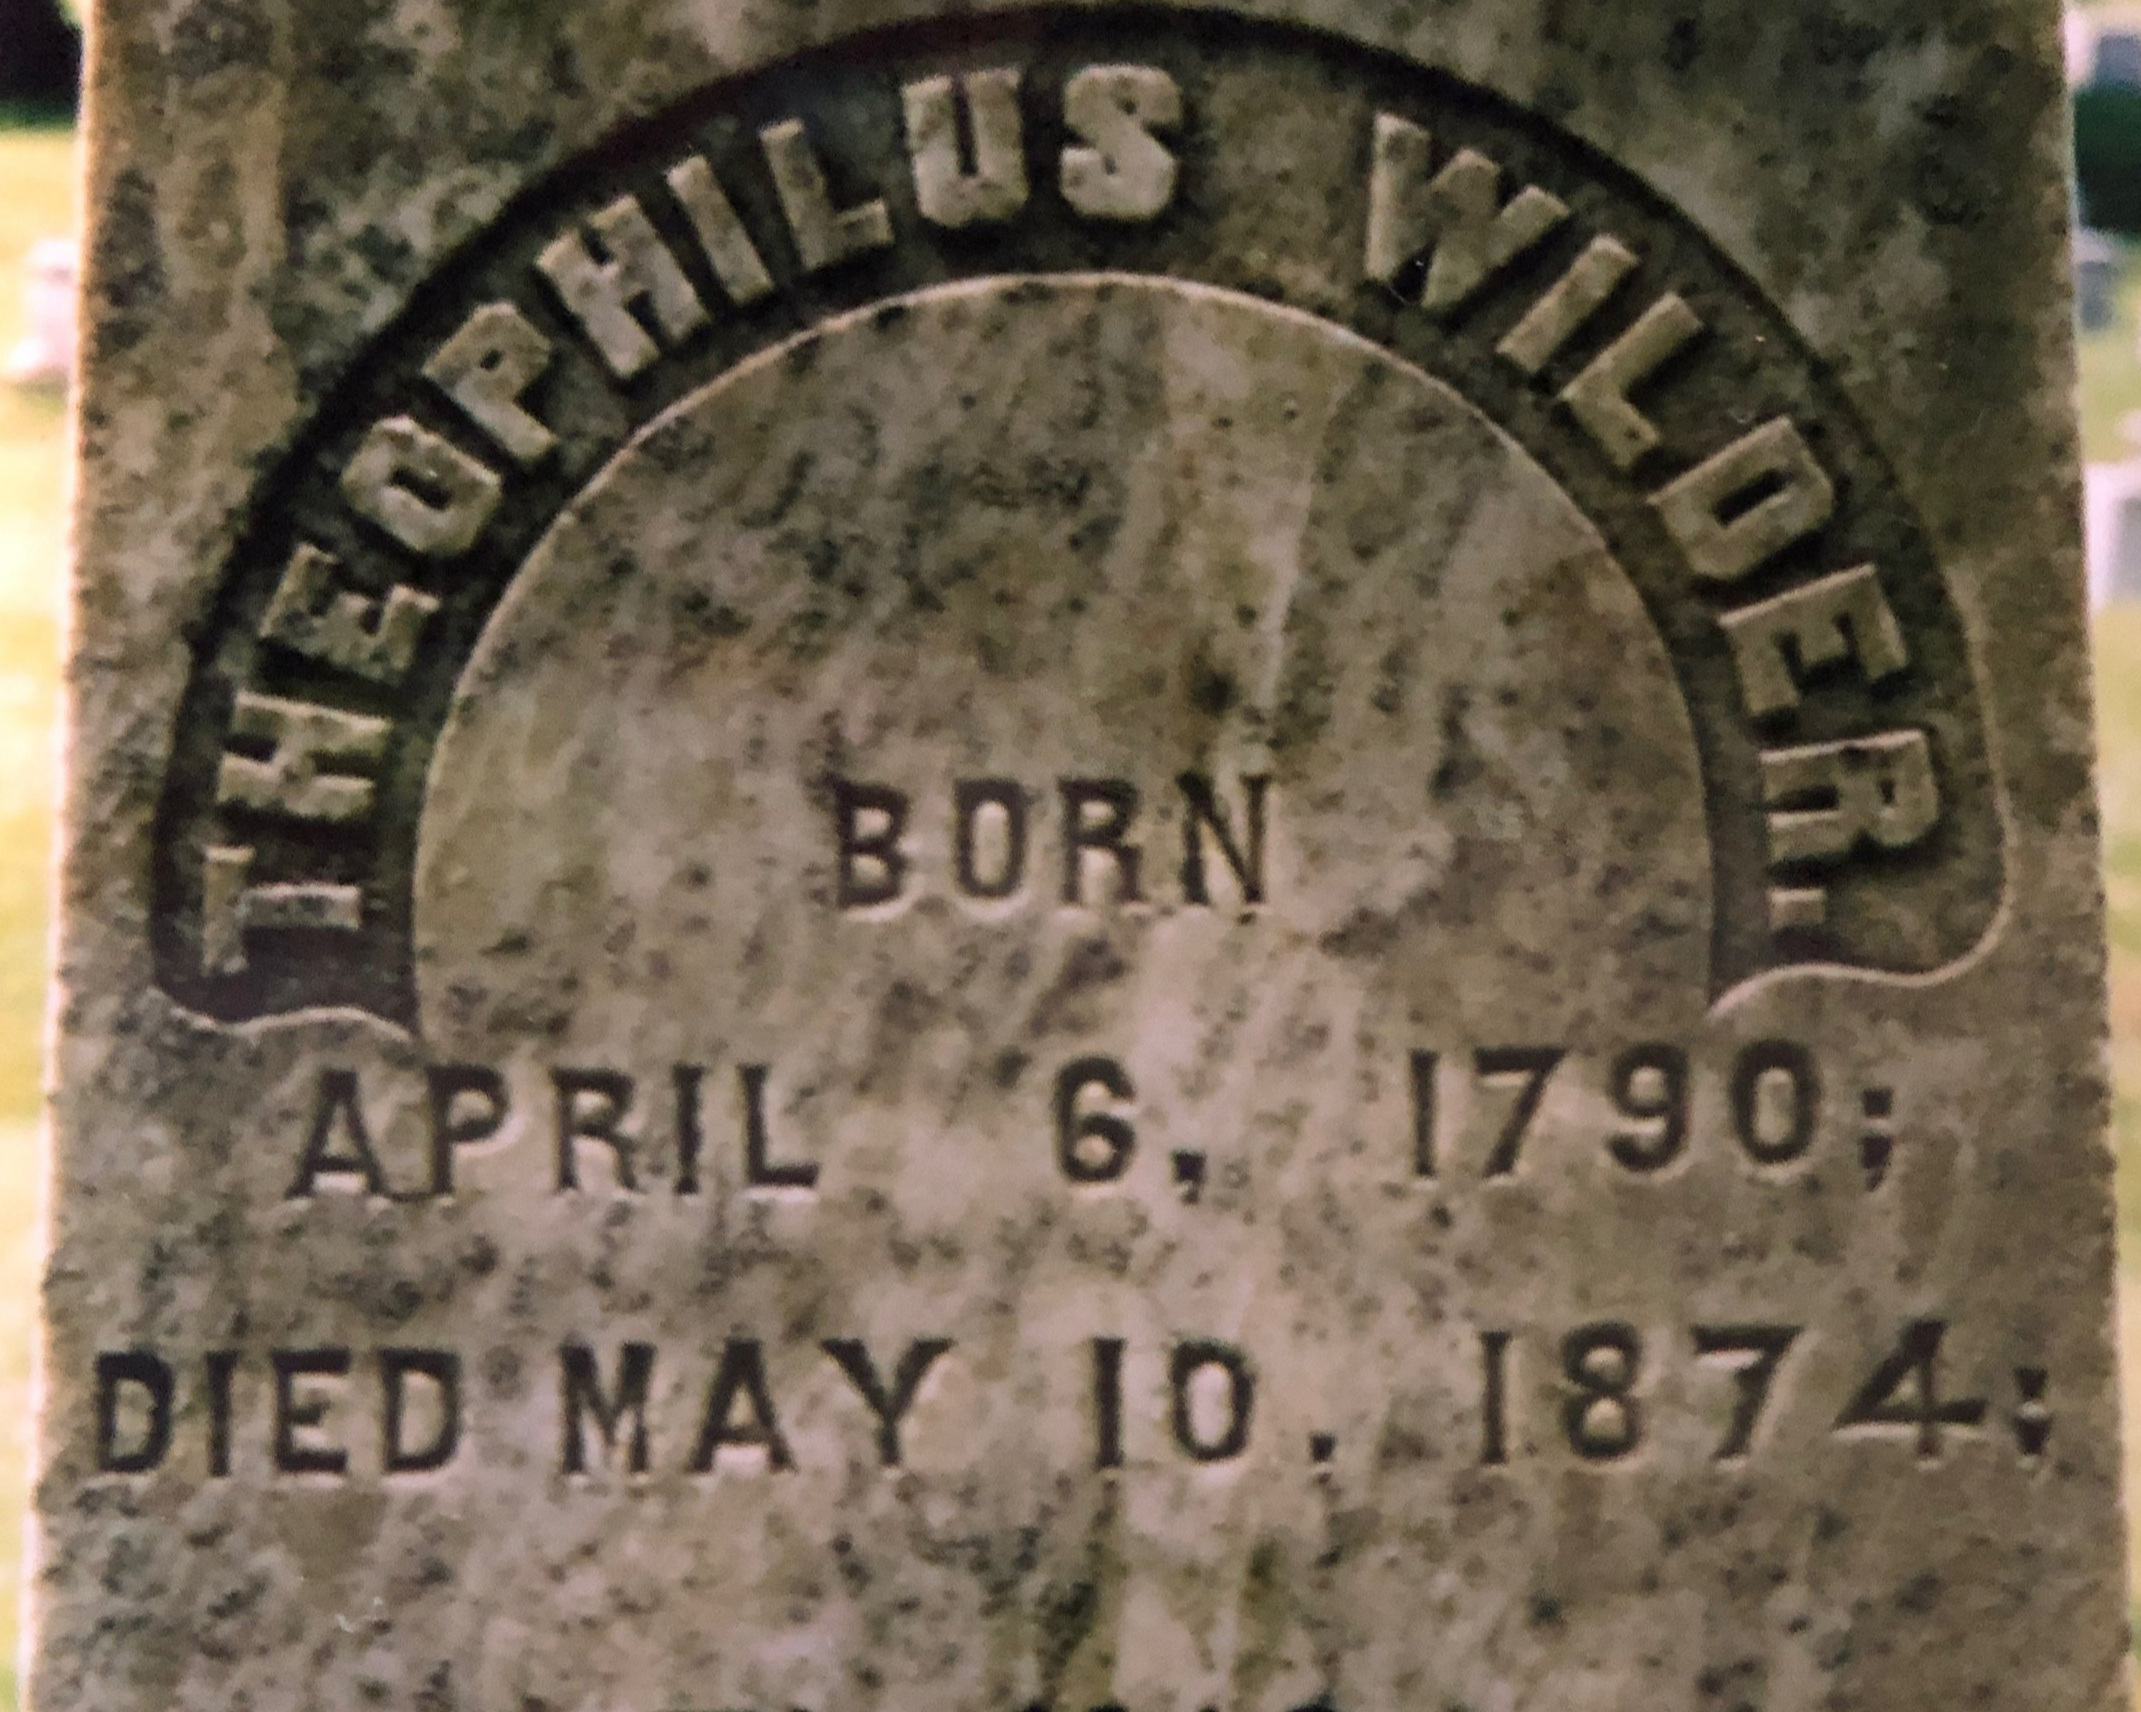 THEOPHILUS WILDER.
BORN
APRIL 6, 1790;
DIED MAY 10, 1874;